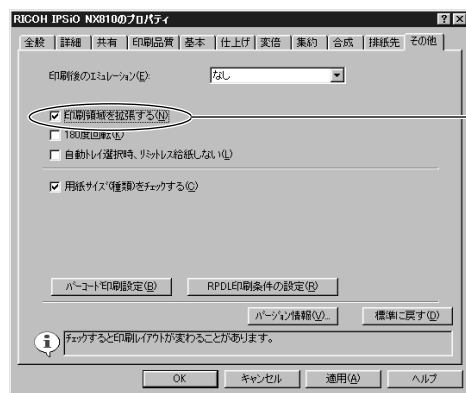 RICOH IPSiO NX810のプロパティ
全般 詳細 共有 印刷品質 基本 仕上げ 変倍 集約 合成 排紙先 その他
印刷後のエミュレーション(E): なし
印刷領域を拡張する(N)
180度回転(K)
自動トレイ選択時、リミットレス給紙しない(L)
用紙サイズ(種類)をチェックする(C)
バーコード印刷設定(B) RPDL印刷条件の設定(R)
バージョン情報(V)... 標準に戻す(D)
チェックすると印刷レイアウトが変わることがあります。
OK キャンセル 適用(A) ヘルプ